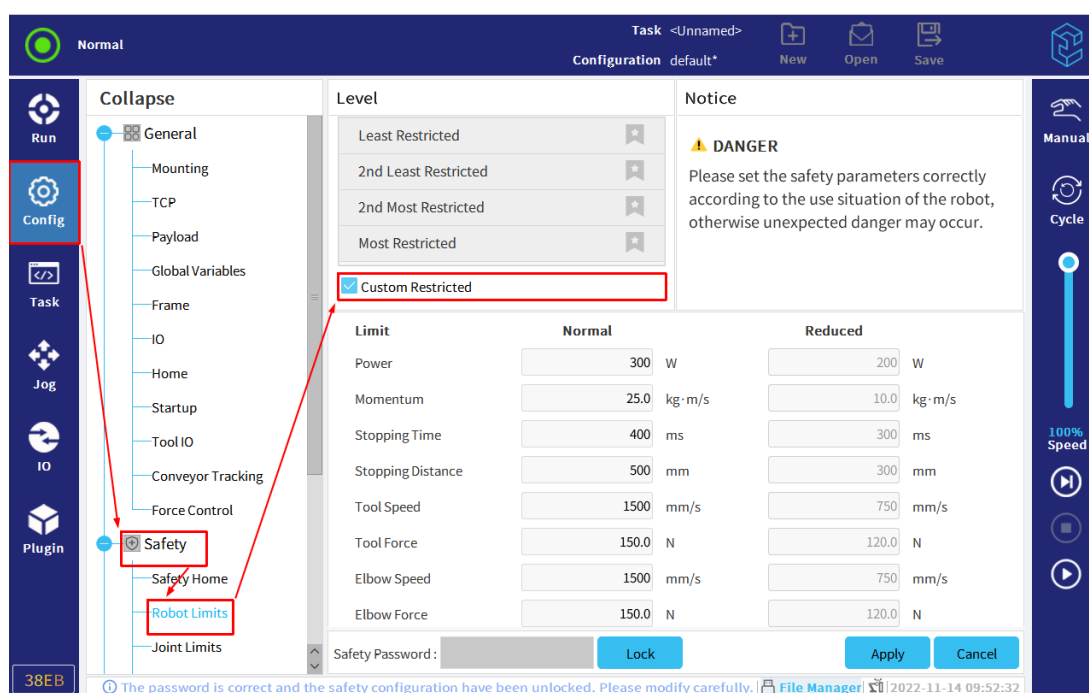 Normal
Task <Unnamed>
Configuration default*
New
Open
Save
Run
Config
Task
Jog
IO
Plugin
38EB
Collapse
General
Mounting
TCP
Payload
Global Variables
Frame
IO
Home
Startup
Tool IO
Conveyor Tracking
Force Control
Safety
Safety Home
Robot Limits
Joint Limits
Level
Least Restricted
2nd Least Restricted
2nd Most Restricted
Most Restricted
Custom Restricted
Notice
DANGER
Please set the safety parameters correctly
according to the use situation of the robot,
otherwise unexpected danger may occur.
Limit Normal Reduced
Power 300 W 200 W
Momentum 25.0 kg·m/s 10.0 kg·m/s
Stopping Time 400 ms 300 ms
Stopping Distance 500 mm 300 mm
Tool Speed 1500 mm/s 750 mm/s
Tool Force 150.0 N 120.0 N
Elbow Speed 1500 mm/s 750 mm/s
Elbow Force 150.0 N 120.0 N
Safety Password : Lock Apply Cancel
The password is correct and the safety configuration have been unlocked. Please modify carefully. File Manager 2022-11-14 09:52:32
Manual
Cycle
100%
Speed